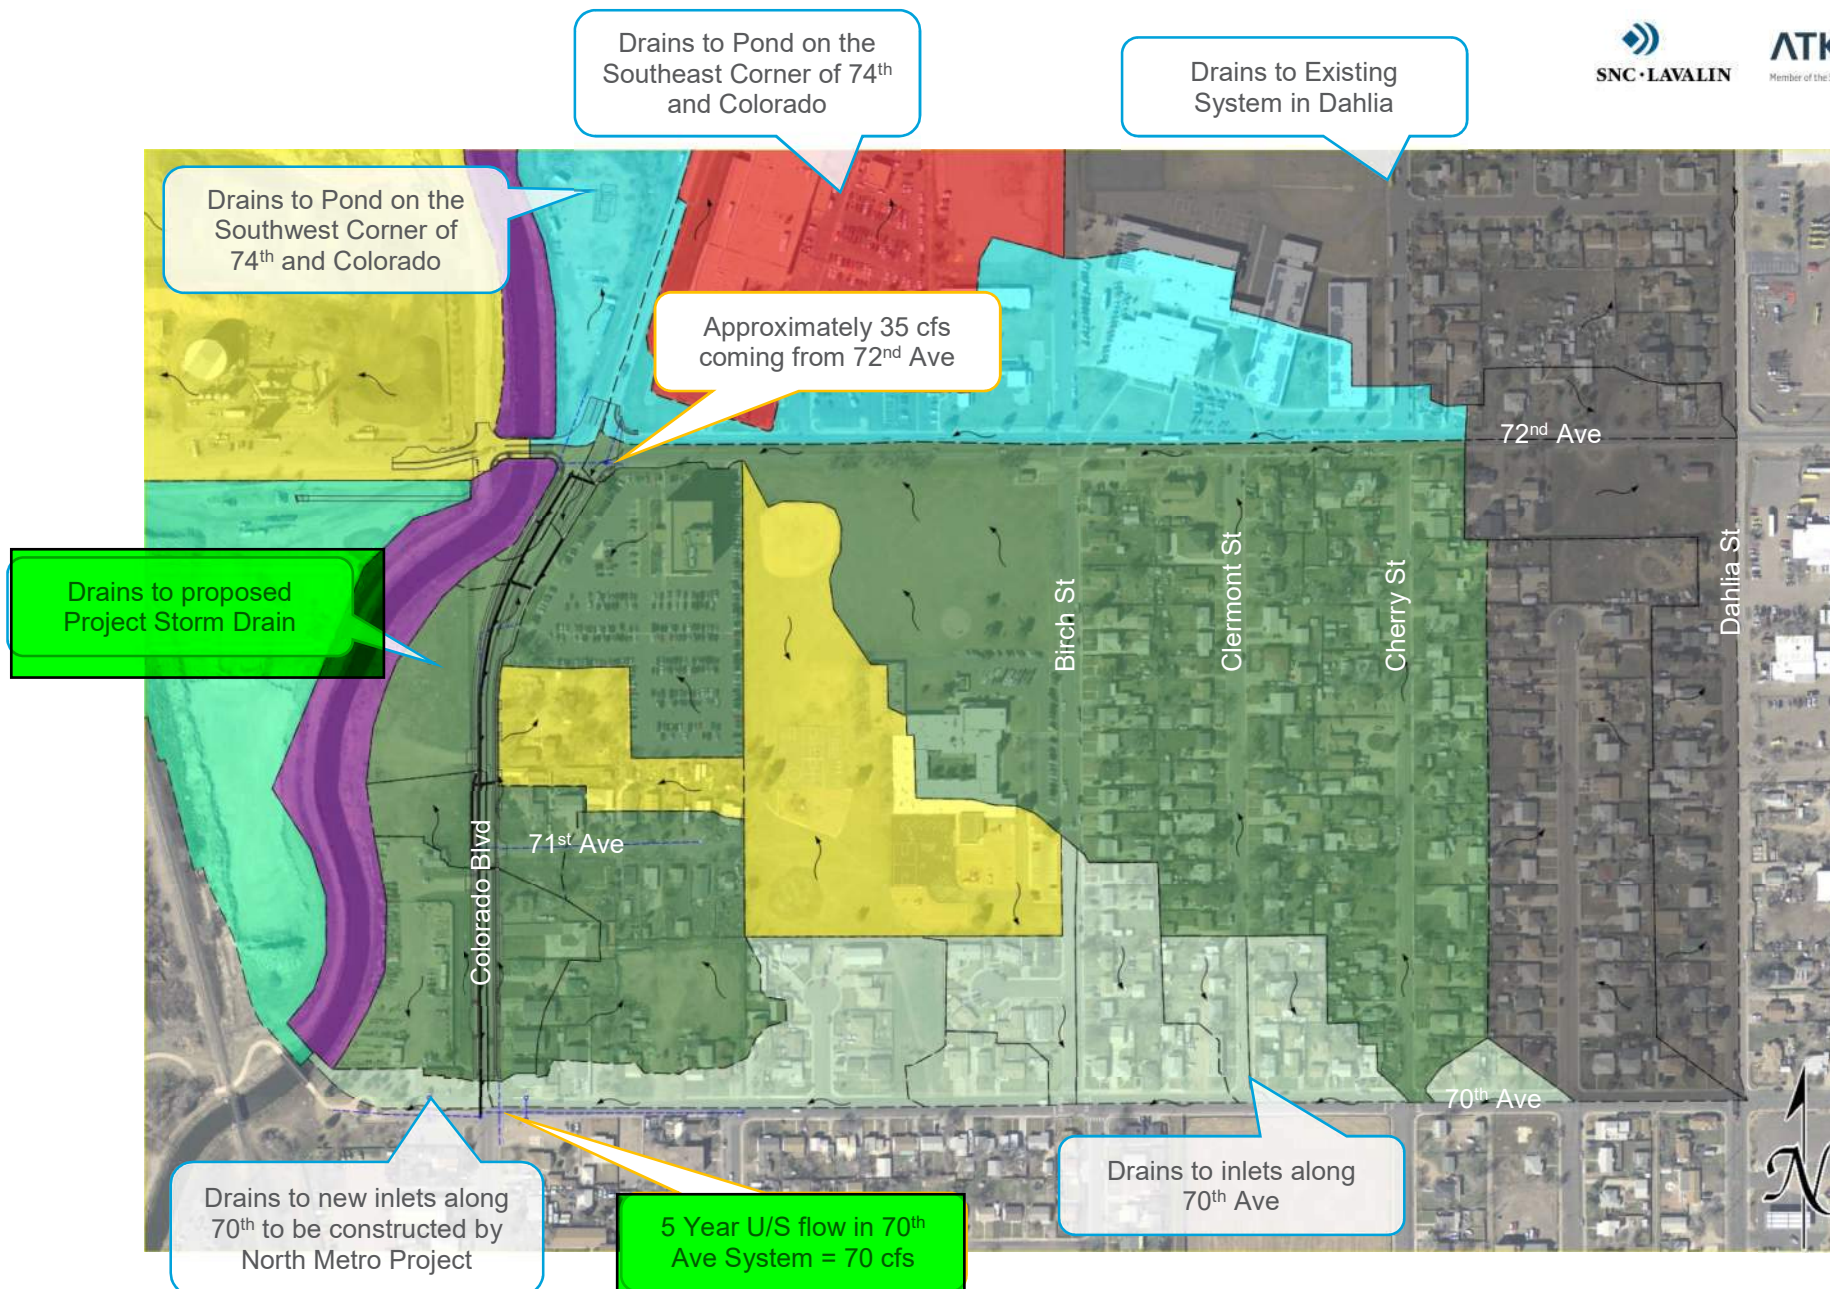 Drains to Pond on the
Southeast Corner of 74th
and Colorado
Drains to Existing
System in Dahlia
SNC·LAVALIN
ATK
Member of the
Drains to Pond on the
Southwest Corner of
74th and Colorado
Approximately 35 cfs
coming from 72nd Ave
72nd Ave
Drains to proposed
Project Storm Drain
Birch St
Clermont St
Cherry St
Dahlia St
71st Ave
Colorado Blvd
70th Ave
Drains to new inlets along
70th to be constructed by
North Metro Project
5 Year U/S flow in 70th
Ave System = 70 cfs
Drains to inlets along
70th Ave
N